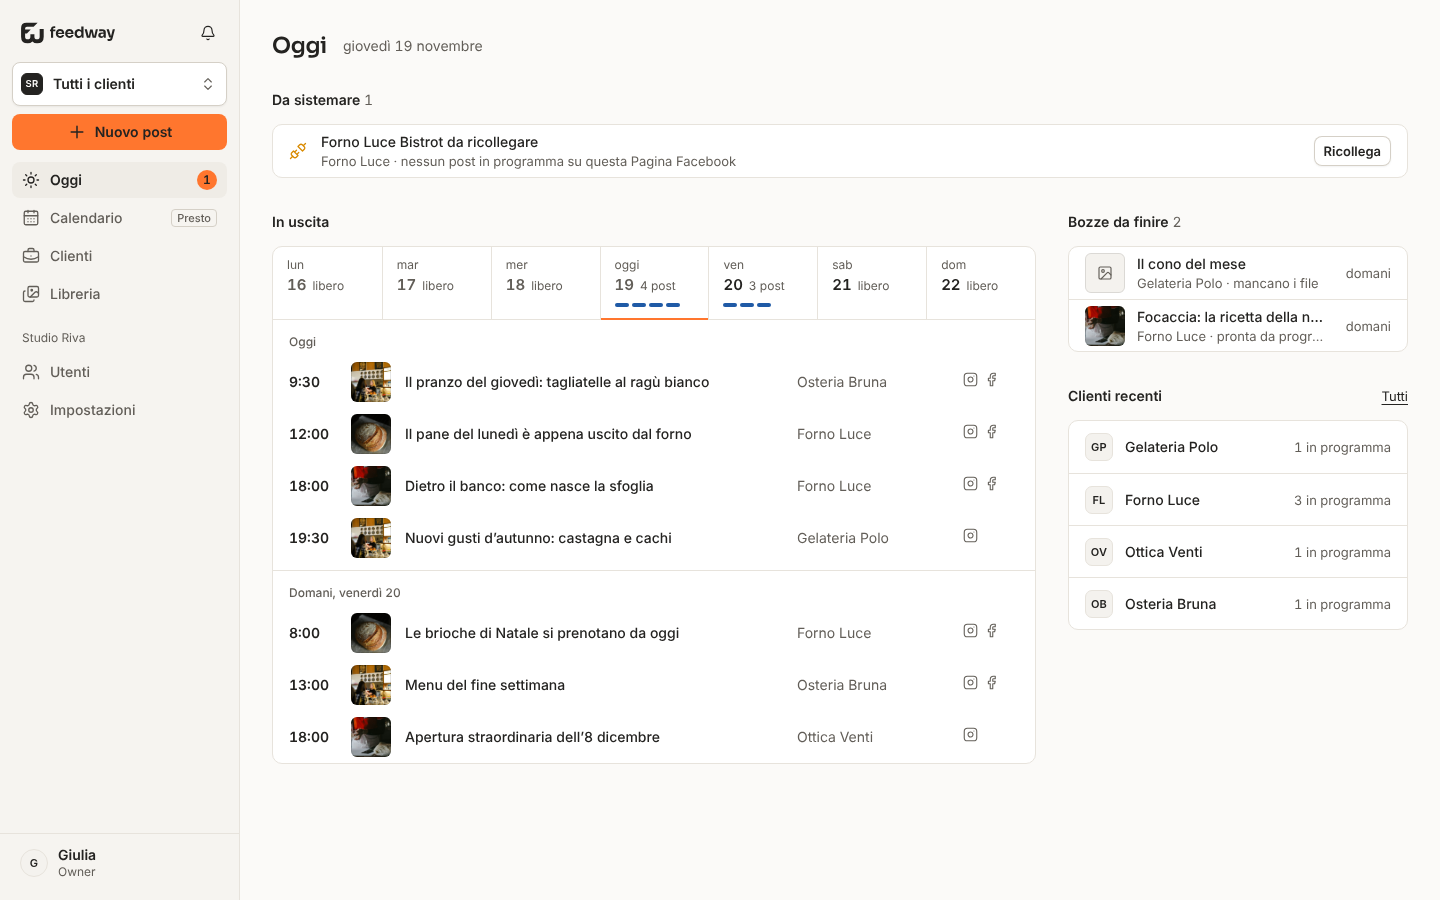 feedway
SR Tutti i clienti
Nuovo post
Oggi 1
Calendario Presto
Clienti
Libreria
Studio Riva
Utenti
Impostazioni
G Giulia
Owner
Oggi giovedì 19 novembre
Da sistemare 1
Forno Luce Bistrot da ricollegare
Forno Luce · nessun post in programma su questa Pagina Facebook
Ricollega
In uscita
lun
16 libero
mar
17 libero
mer
18 libero
oggi
19 4 post
ven
20 3 post
sab
21 libero
dom
22 libero
Oggi
9:30 Il pranzo del giovedì: tagliatelle al ragù bianco Osteria Bruna
12:00 Il pane del lunedì è appena uscito dal forno Forno Luce
18:00 Dietro il banco: come nasce la sfoglia Forno Luce
19:30 Nuovi gusti d’autunno: castagna e cachi Gelateria Polo
Domani, venerdì 20
8:00 Le brioche di Natale si prenotano da oggi Forno Luce
13:00 Menu del fine settimana Osteria Bruna
18:00 Apertura straordinaria dell’8 dicembre Ottica Venti
Bozze da finire 2
Il cono del mese
Gelateria Polo · mancano i file
domani
Focaccia: la ricetta della n...
Forno Luce · pronta da progr...
domani
Clienti recenti Tutti
GP Gelateria Polo 1 in programma
FL Forno Luce 3 in programma
OV Ottica Venti 1 in programma
OB Osteria Bruna 1 in programma